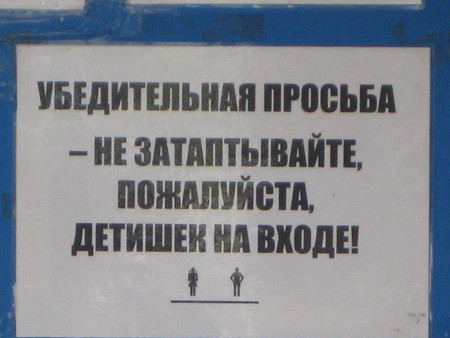 УБЕДИТЕЛЬНАЯ ПРОСЬБА
– НЕ ЗАТАПТЫВАЙТЕ,
ПОЖАЛУЙСТА,
ДЕТИШЕК НА ВХОДЕ!